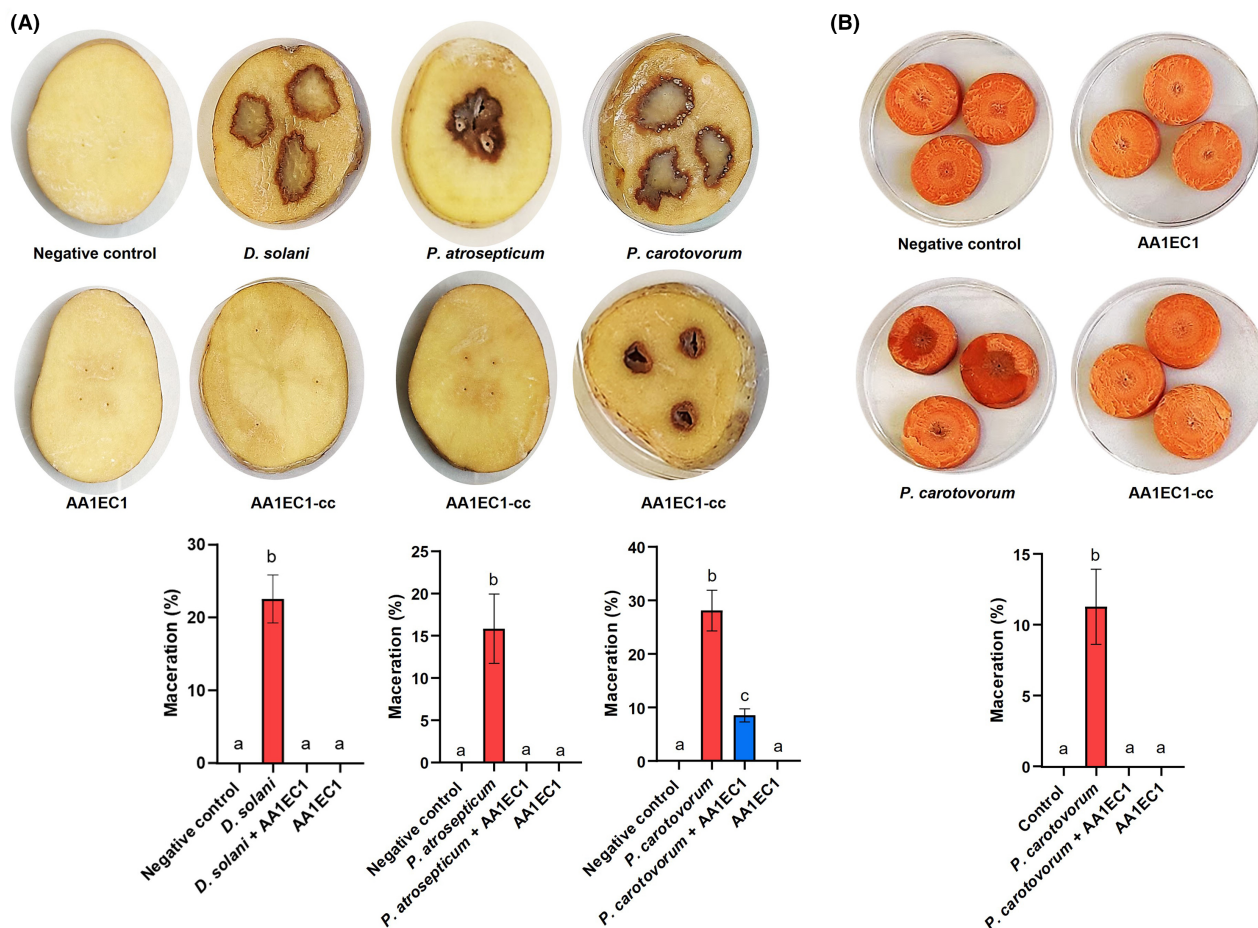 (A)
(B)
Negative control
D. solani
P. atrosepticum
P. carotovorum
Negative control
AA1EC1
AA1EC1
AA1EC1-cc
AA1EC1-cc
AA1EC1-cc
P. carotovorum
AA1EC1-cc
Maceration (%)
30
20
10
0
a
b
a
a
Negative control
D. solani
D. solani + AA1EC1
AA1EC1
Maceration (%)
25
20
15
10
5
0
a
b
a
a
Negative control
P. atrosepticum
P. atrosepticum + AA1EC1
AA1EC1
Maceration (%)
40
30
20
10
0
a
b
c
a
Negative control
P. carotovorum
P. carotovorum + AA1EC1
AA1EC1
Maceration (%)
15
10
5
0
a
b
a
a
Control
P. carotovorum
P. carotovorum + AA1EC1
AA1EC1